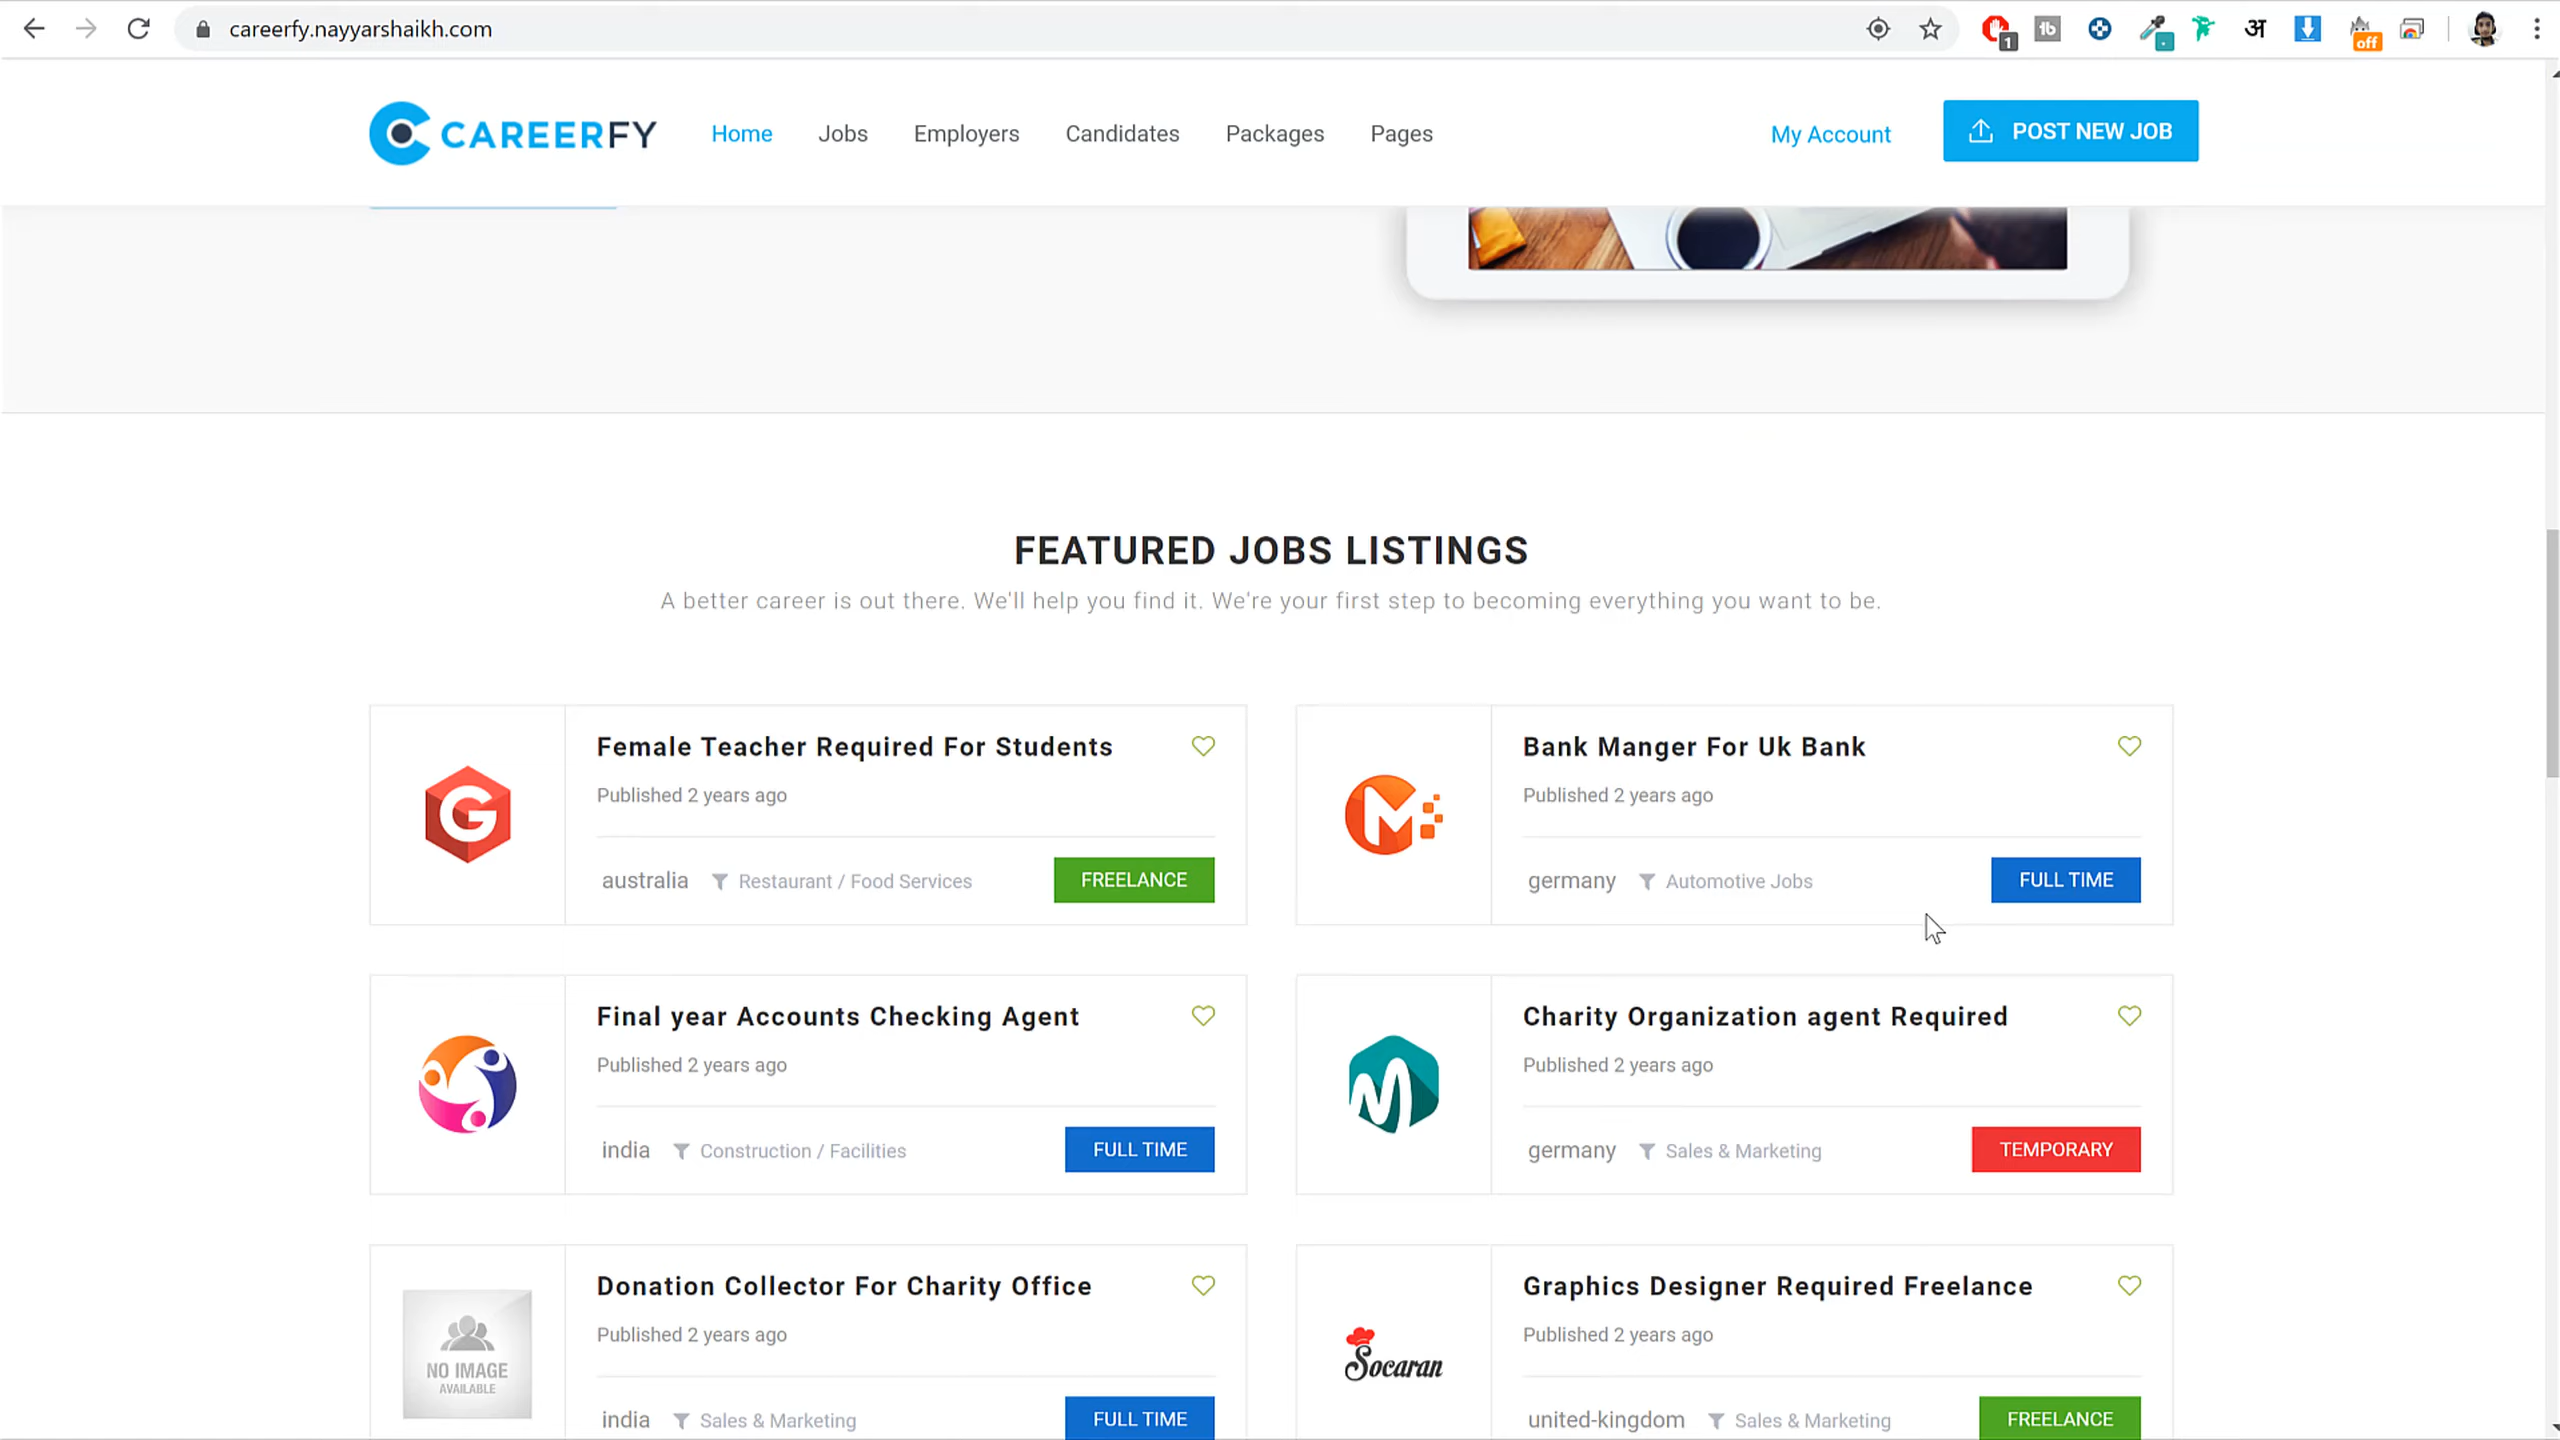 careerfy.nayyarshaikh.com
1
tb
अ
off
CAREERFY
Home
Jobs
Employers
Candidates
Packages
Pages
My Account
POST NEW JOB
FEATURED JOBS LISTINGS
A better career is out there. We'll help you find it. We're your first step to becoming everything you want to be.
G
Female Teacher Required For Students
Published 2 years ago
australia
Restaurant / Food Services
FREELANCE
M
Bank Manger For Uk Bank
Published 2 years ago
germany
Automotive Jobs
FULL TIME
Final year Accounts Checking Agent
Published 2 years ago
india
Construction / Facilities
FULL TIME
M
Charity Organization agent Required
Published 2 years ago
germany
Sales & Marketing
TEMPORARY
NO IMAGE
AVAILABLE
Donation Collector For Charity Office
Published 2 years ago
india
Sales & Marketing
FULL TIME
Socaran
Graphics Designer Required Freelance
Published 2 years ago
united-kingdom
Sales & Marketing
FREELANCE